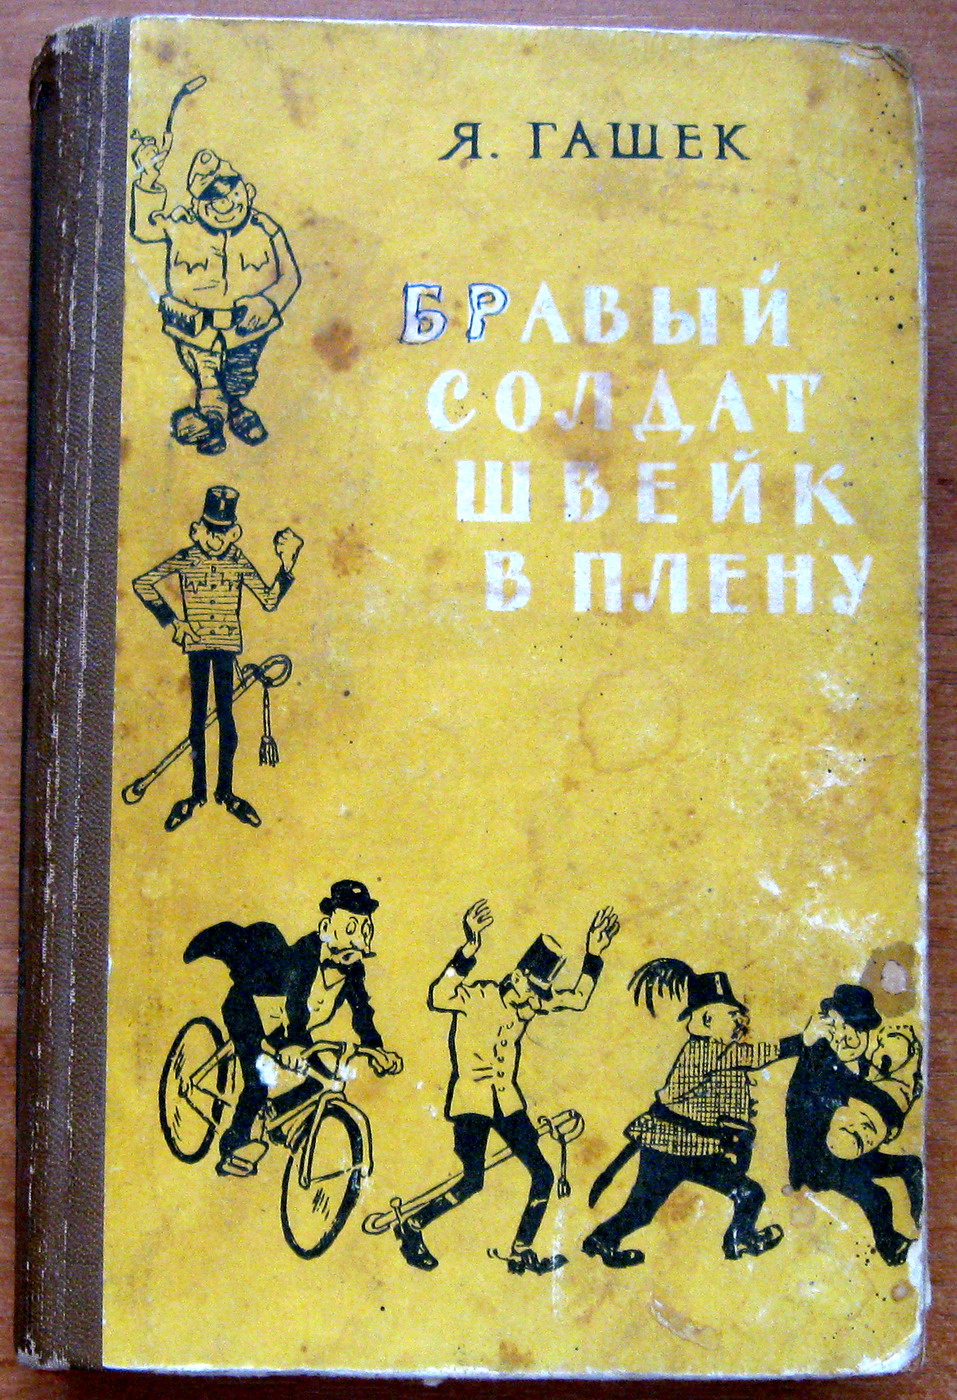 Я. ГАШЕК
БРАВЫЙ
СОЛДАТ
ШВЕЙК
В ПЛЕНУ